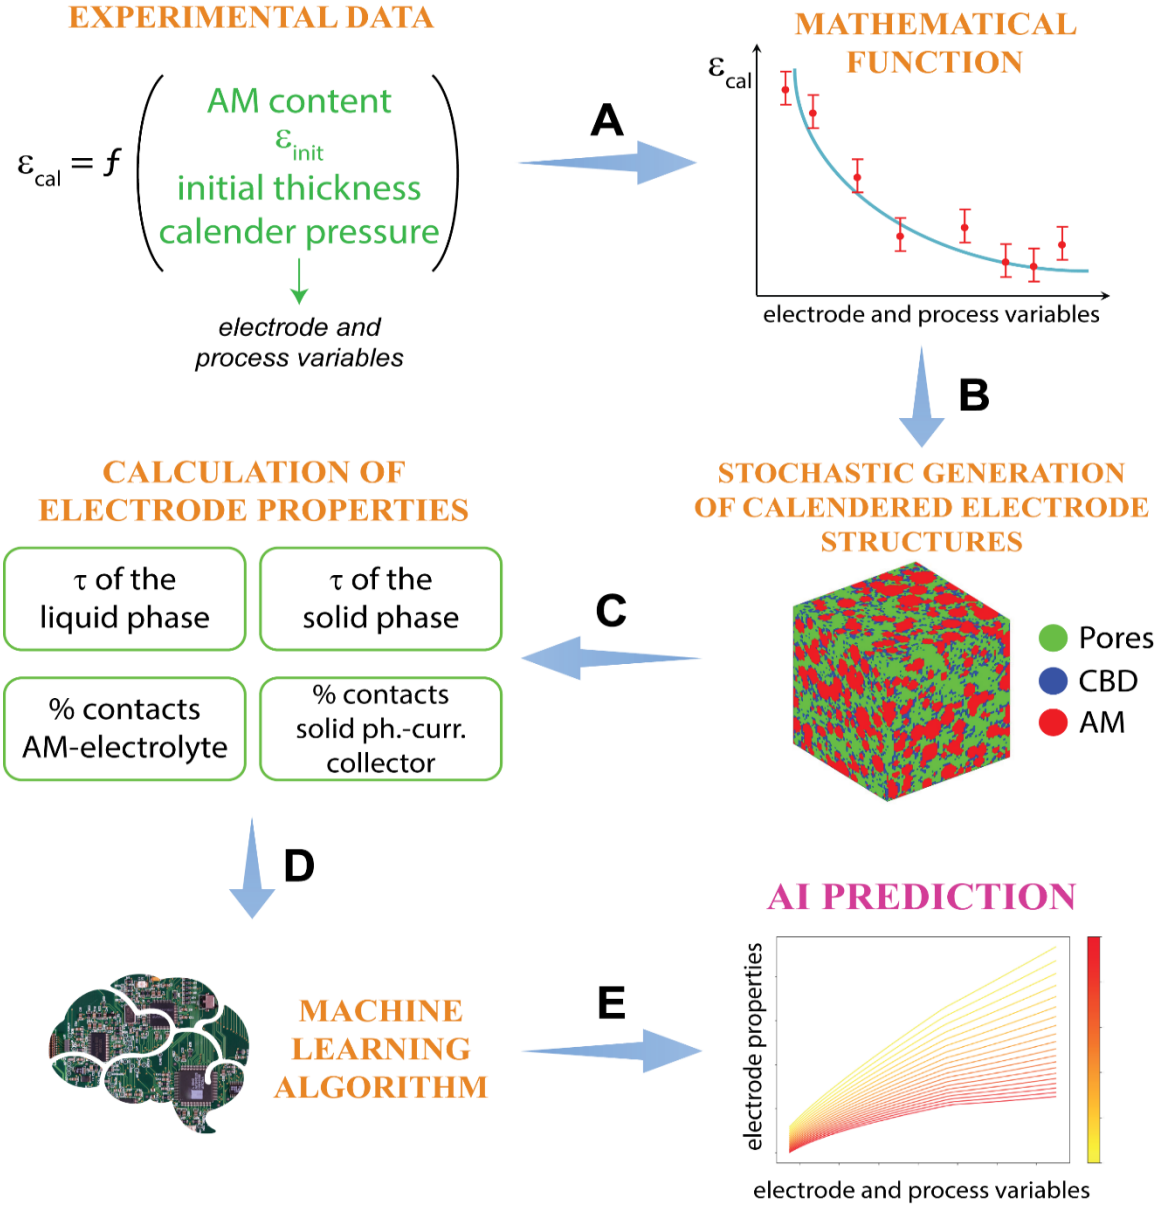 EXPERIMENTAL DATA
ε_cal = f
AM content
ε_init
initial thickness
calender pressure
electrode and
process variables
A
MATHEMATICAL
FUNCTION
ε_cal
electrode and process variables
B
STOCHASTIC GENERATION
OF CALENDERED ELECTRODE
STRUCTURES
Pores
CBD
AM
C
CALCULATION OF
ELECTRODE PROPERTIES
τ of the
liquid phase
τ of the
solid phase
% contacts
AM-electrolyte
% contacts
solid ph.-curr.
collector
D
MACHINE
LEARNING
ALGORITHM
E
AI PREDICTION
electrode properties
electrode and process variables